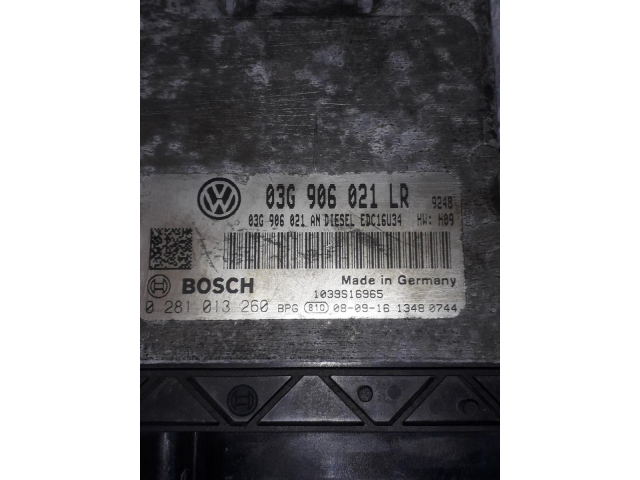 03G 906 021 LR 9248
03G 906 021 AN DIESEL EDC16U34 HW: H09
BOSCH Made in Germany
1039S16965
0 281 013 260 BPG 810 08-09-16 1348 0744